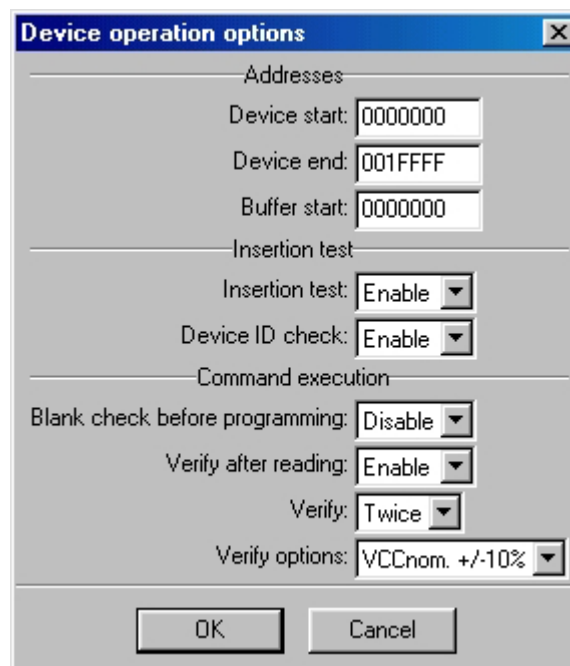 Device operation options
Addresses
Device start: 0000000
Device end: 001FFFF
Buffer start: 0000000
Insertion test
Insertion test: Enable
Device ID check: Enable
Command execution
Blank check before programming: Disable
Verify after reading: Enable
Verify: Twice
Verify options: VCCnom. +/-10%
OK Cancel